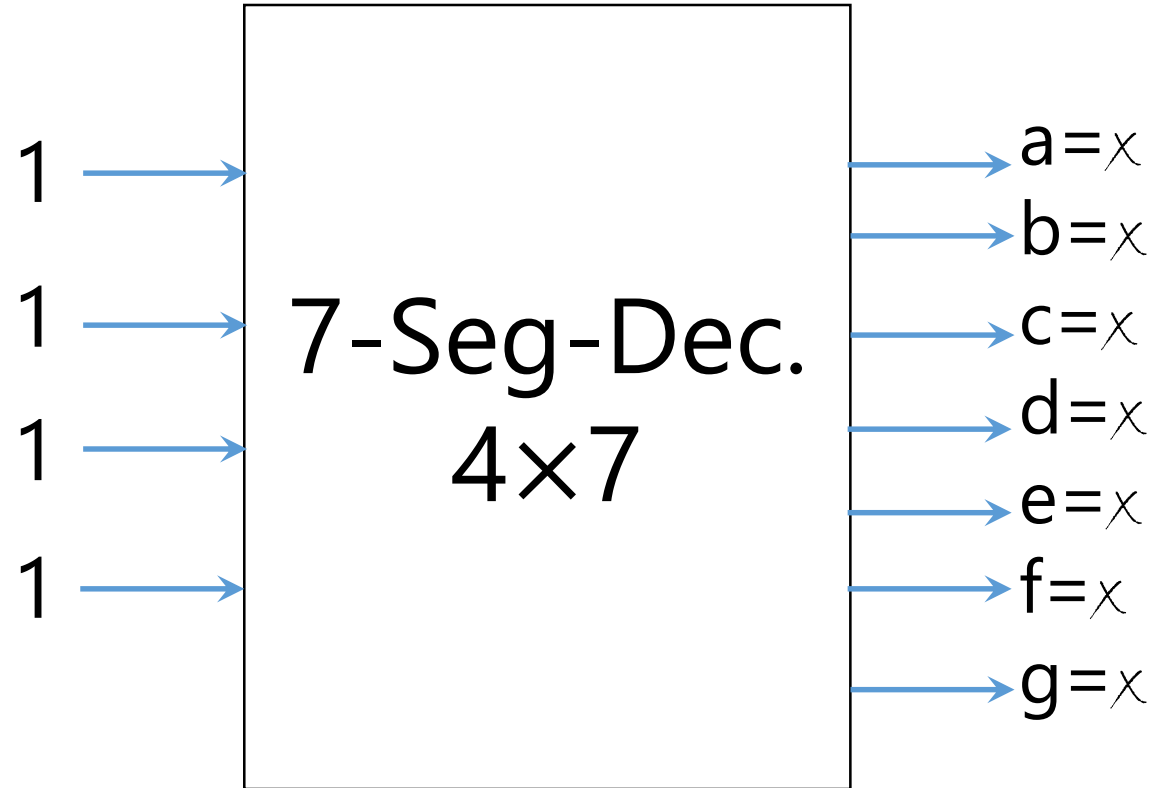 1
1
1
1
7-Seg-Dec.
4×7
a=x
b=x
c=x
d=x
e=x
f=x
g=x